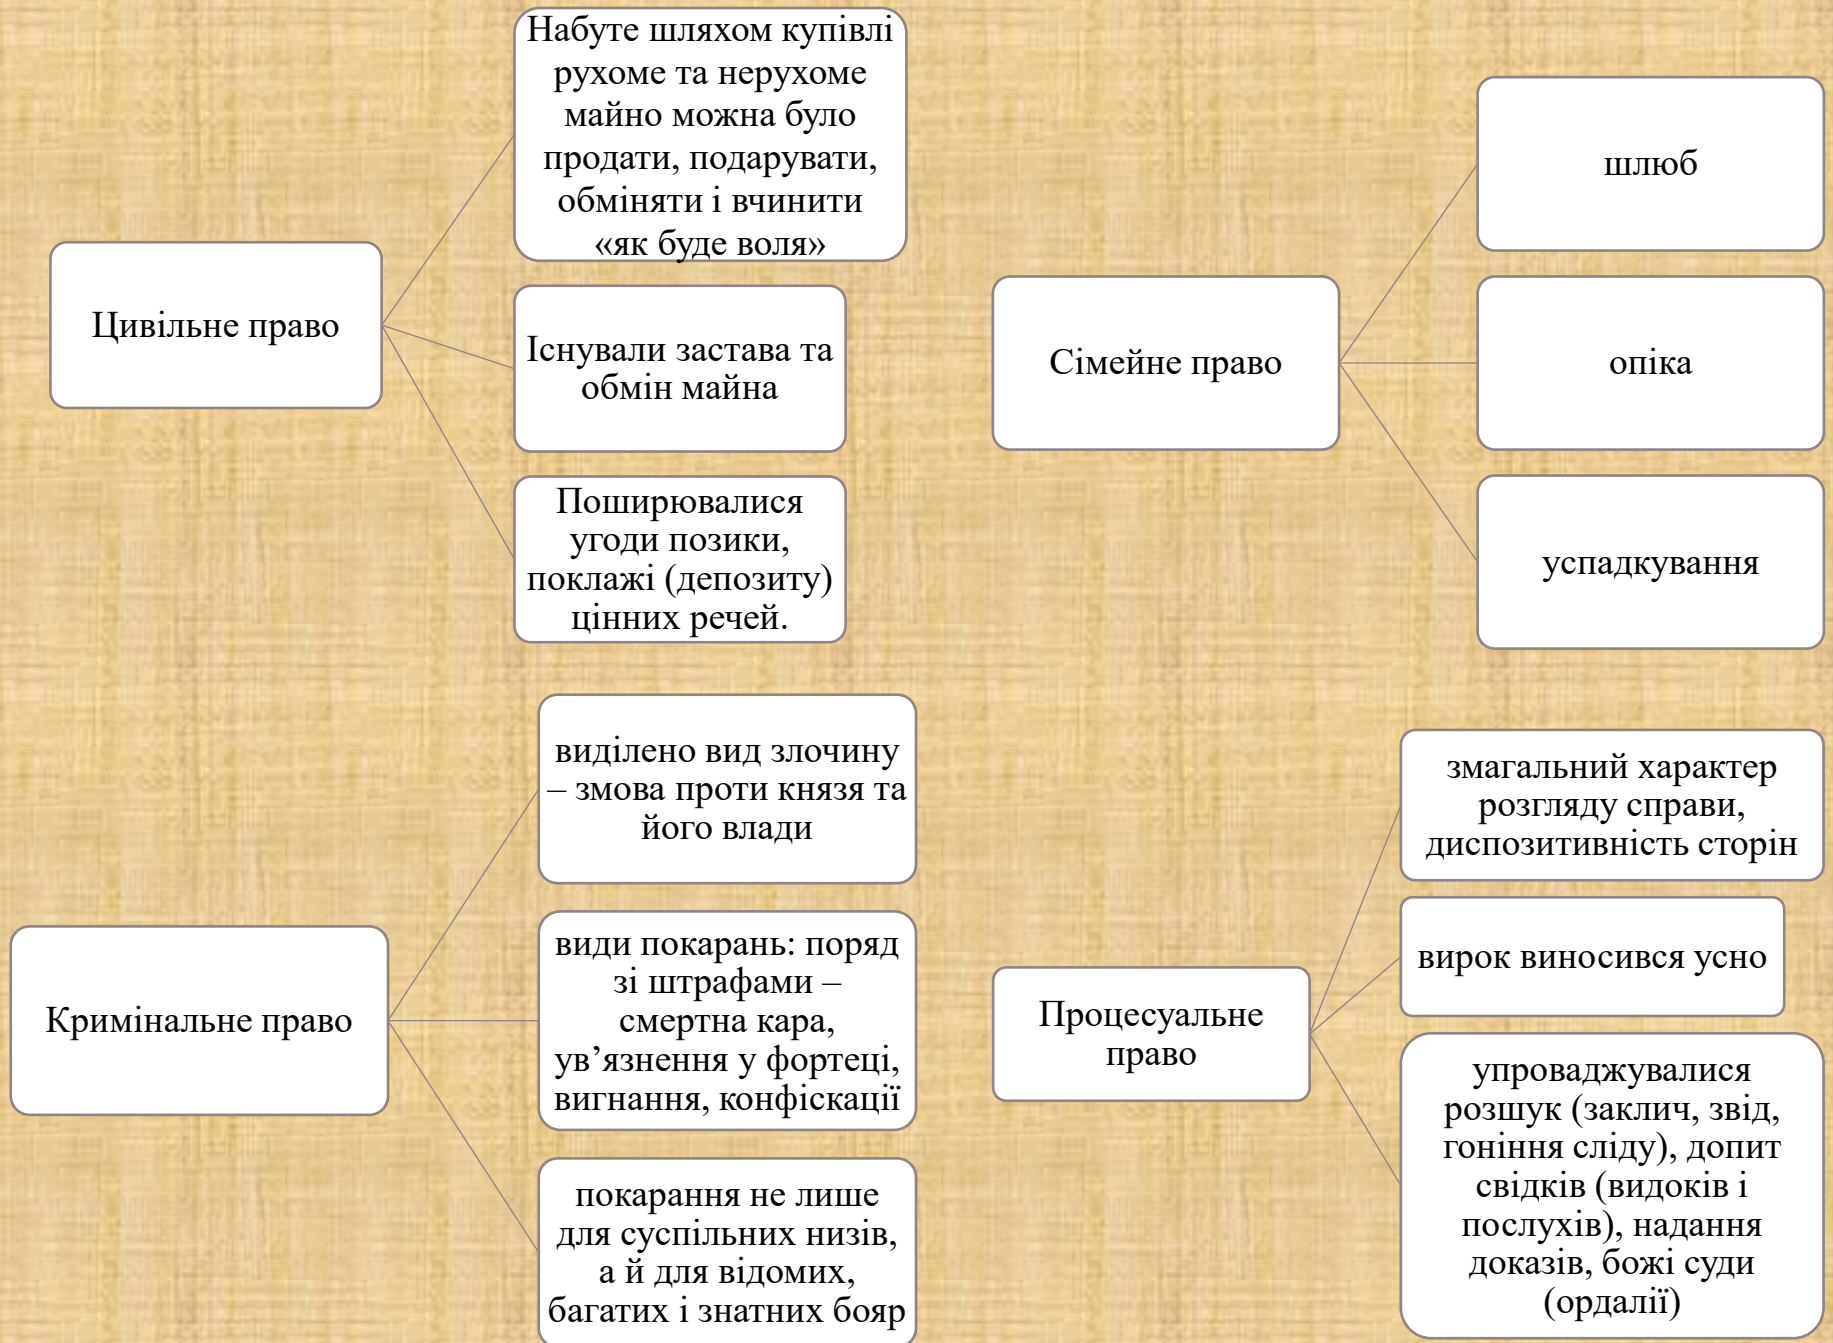 Цивільне право
Набуте шляхом купівлі
рухоме та нерухоме
майно можна було
продати, подарувати,
обміняти і вчинити
«як буде воля»
Існували застава та
обмін майна
Поширювалися
угоди позики,
поклажі (депозиту)
цінних речей.
Сімейне право
шлюб
опіка
успадкування
Кримінальне право
виділено вид злочину
– змова проти князя та
його влади
види покарань: поряд
зі штрафами –
смертна кара,
ув’язнення у фортеці,
вигнання, конфіскації
покарання не лише
для суспільних низів,
а й для відомих,
багатих і знатних бояр
Процесуальне
право
змагальний характер
розгляду справи,
диспозитивність сторін
вирок виносився усно
упроваджувалися
розшук (заклич, звід,
гоніння сліду), допит
свідків (видоків і
послухів), надання
доказів, божі суди
(ордалії)